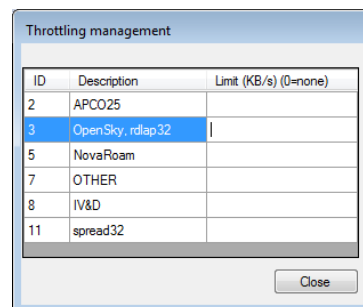 Throttling management
ID Description Limit (KB/s) (0=none)
2 APCO25
3 OpenSky, rdlap32
5 NovaRoam
7 OTHER
8 IV&D
11 spread32
Close